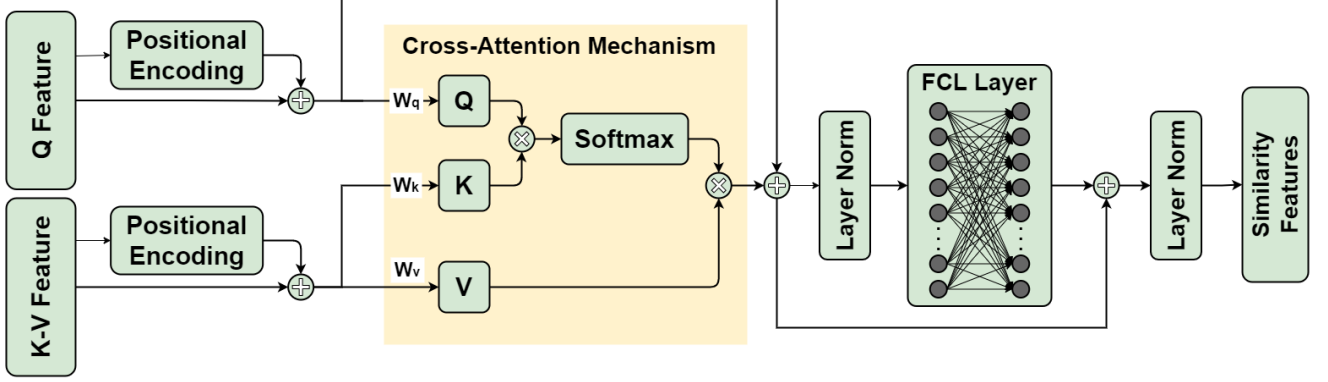 Q Feature
Positional
Encoding
K-V Feature
Positional
Encoding
Cross-Attention Mechanism
Wq
Q
Wk
K
Wv
V
Softmax
Layer Norm
FCL Layer
Layer Norm
Similarity
Features